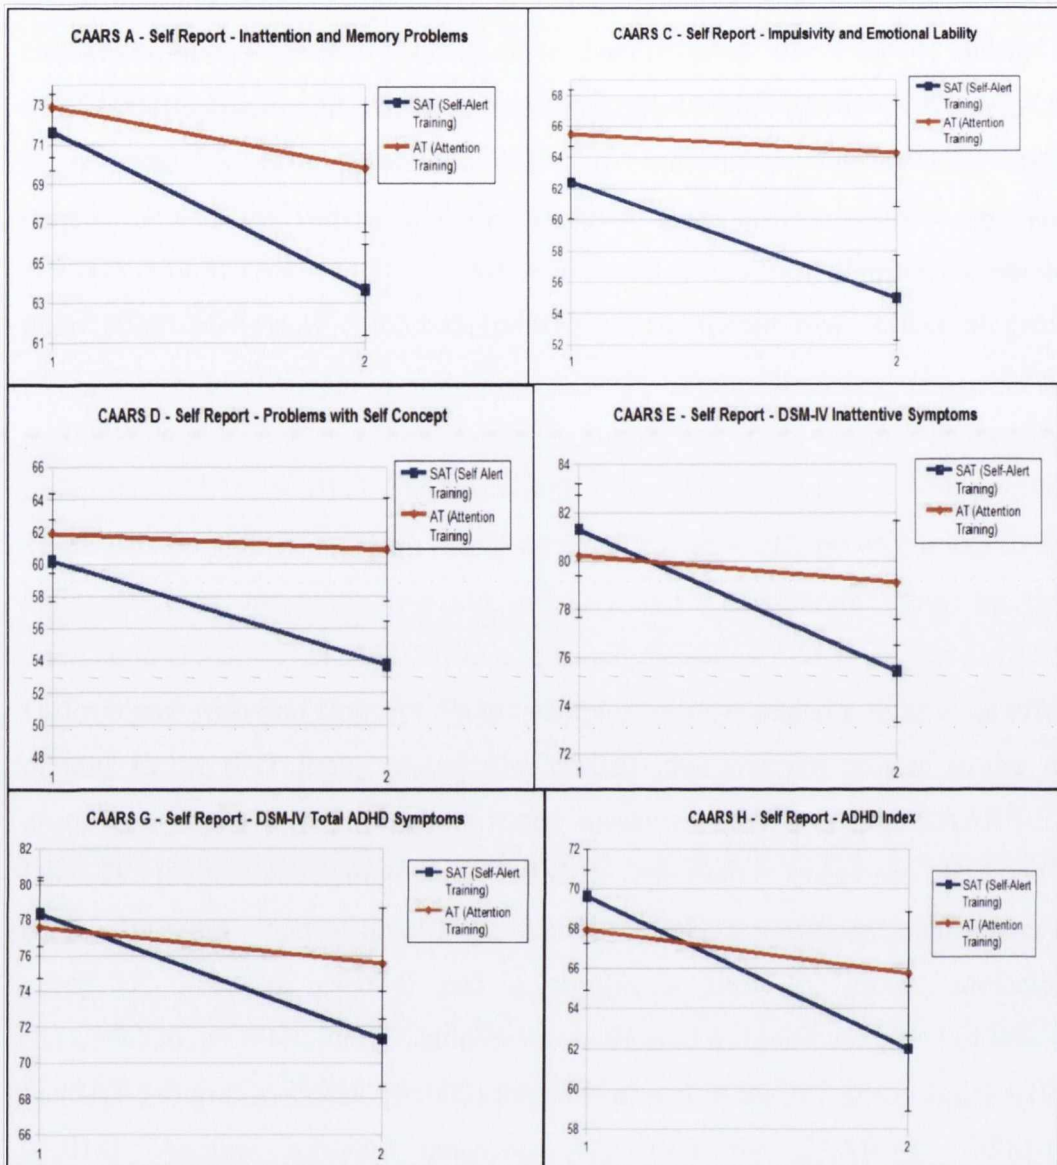 CAARS A - Self Report - Inattention and Memory Problems
73
71
69
67
65
63
61
1
2
SAT (Self-Alert
Training)
AT (Attention
Training)
CAARS C - Self Report - Impulsivity and Emotional Lability
68
66
64
62
60
58
56
54
52
1
2
SAT (Self-Alert
Training)
AT (Attention
Training)
CAARS D - Self Report - Problems with Self Concept
66
64
62
60
58
56
54
52
50
48
1
2
SAT (Self Alert
Training)
AT (Attention
Training)
CAARS E - Self Report - DSM-IV Inattentive Symptoms
84
82
80
78
76
74
72
1
2
SAT (Self-Alert
Training)
AT (Attention
Training)
CAARS G - Self Report - DSM-IV Total ADHD Symptoms
82
80
78
76
74
72
70
68
66
1
2
SAT (Self-Alert
Training)
AT (Attention
Training)
CAARS H - Self Report - ADHD Index
72
70
68
66
64
62
60
58
1
2
SAT (Self-Alert
Training)
AT (Attention
Training)